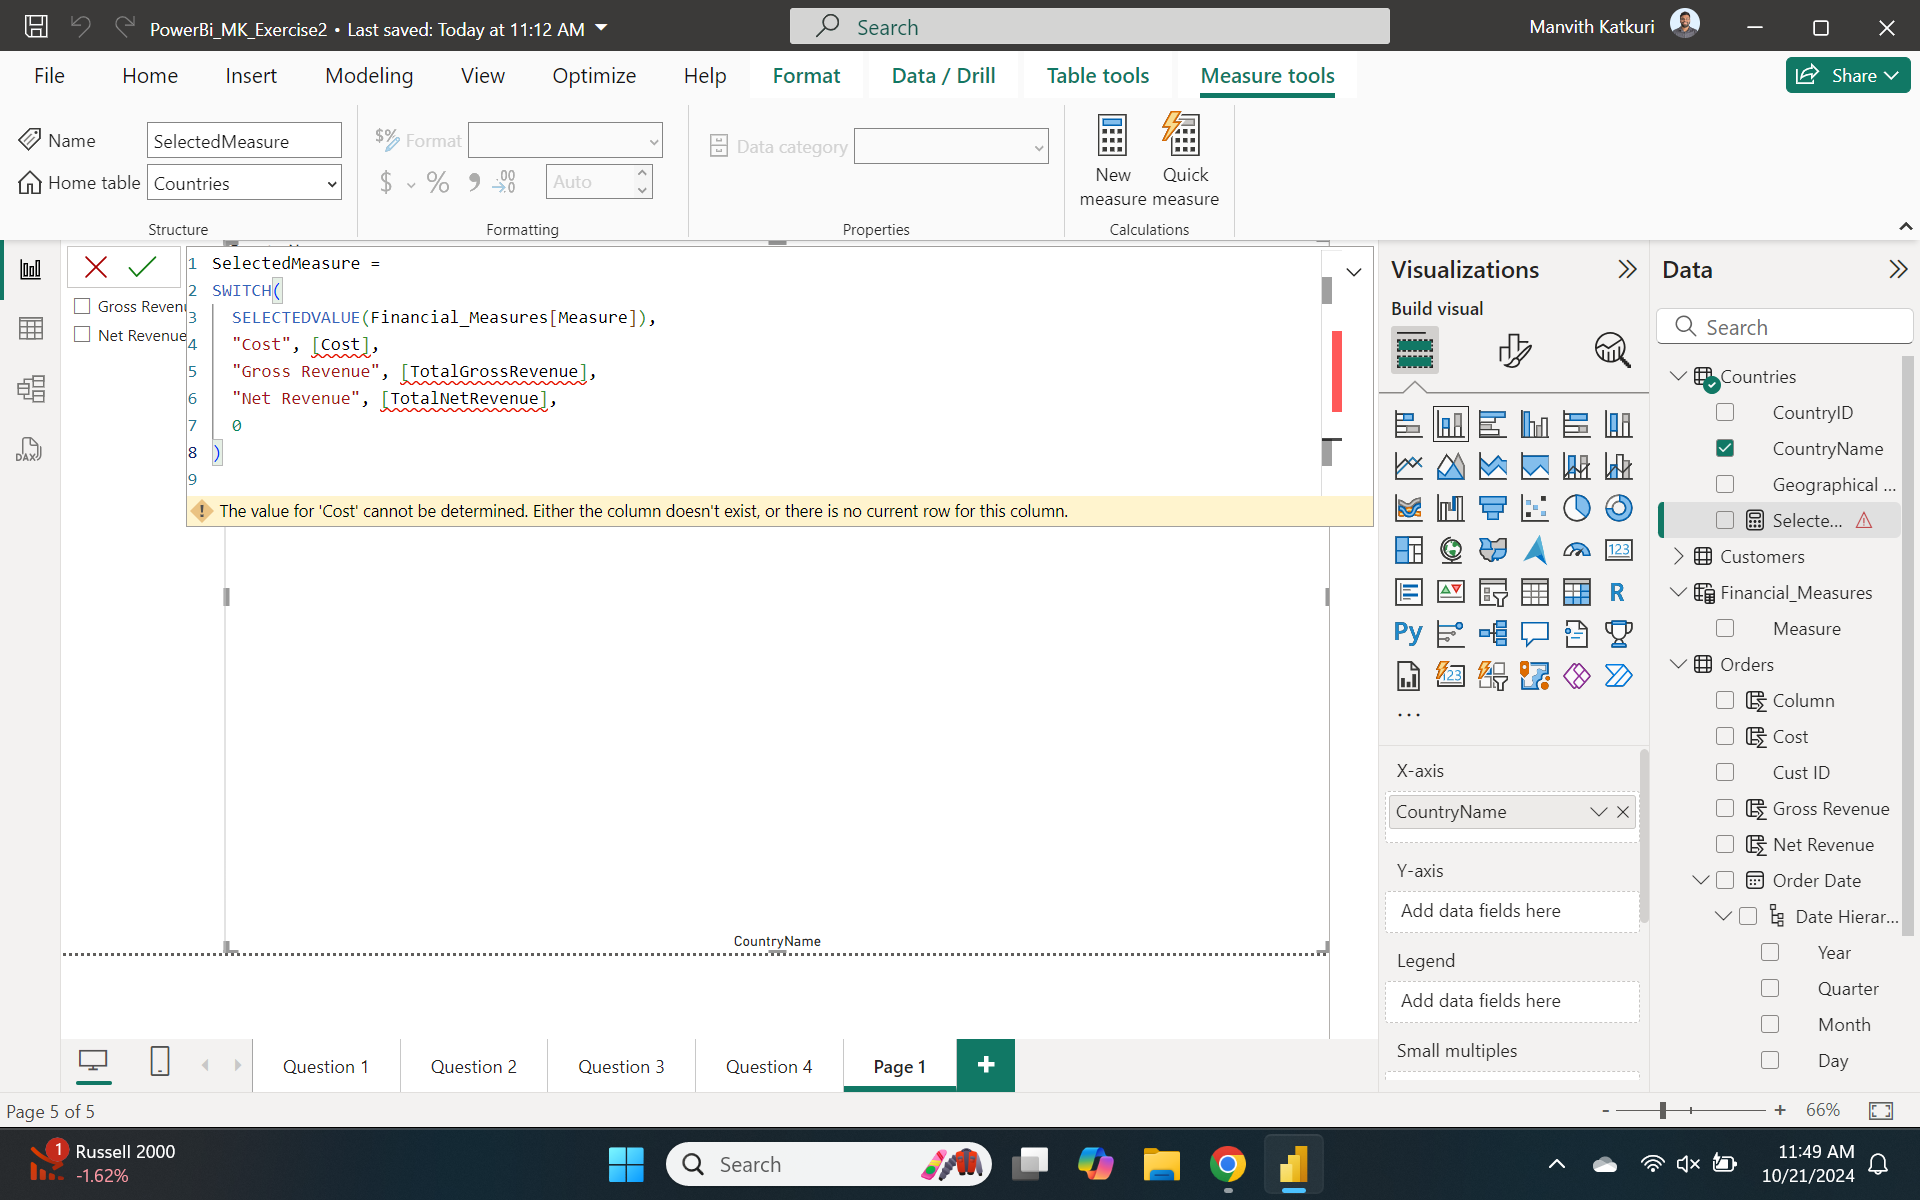 PowerBi_MK_Exercise2 • Last saved: Today at 11:12 AM
Search
Manvith Katkuri
File
Home
Insert
Modeling
View
Optimize
Help
Format
Data / Drill
Table tools
Measure tools
Share
Name
SelectedMeasure
Home table
Countries
Structure
$% Format
$ % 9 .00
Auto
Formatting
Data category
Properties
New measure
Quick measure
Calculations
Gross Revenu
Net Revenue
1 SelectedMeasure =
2 SWITCH(
3 SELECTEDVALUE(Financial_Measures[Measure]),
4 "Cost", [Cost],
5 "Gross Revenue", [TotalGrossRevenue],
6 "Net Revenue", [TotalNetRevenue],
7 0
8 )
9
The value for 'Cost' cannot be determined. Either the column doesn't exist, or there is no current row for this column.
DAX
CountryName
Visualizations
Build visual
123
R
Py
123
...
X-axis
CountryName
Y-axis
Add data fields here
Legend
Add data fields here
Small multiples
Data
Search
Countries
CountryID
CountryName
Geographical ...
Selecte...
Customers
Financial_Measures
Measure
Orders
Column
Cost
Cust ID
Gross Revenue
Net Revenue
Order Date
Date Hierar...
Year
Quarter
Month
Day
Question 1
Question 2
Question 3
Question 4
Page 1
+
Page 5 of 5
- + 66%
1
Russell 2000
-1.62%
Search
11:49 AM
10/21/2024